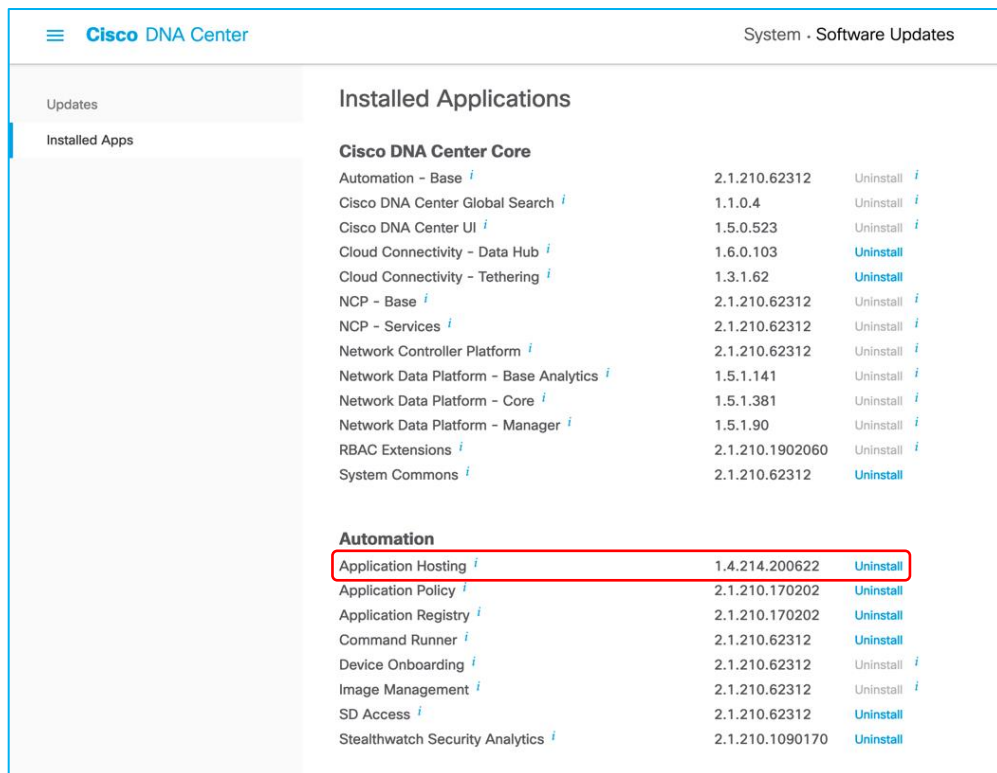 Cisco DNA Center System · Software Updates
Updates
Installed Apps
Installed Applications
Cisco DNA Center Core
Automation - Base i 2.1.210.62312 Uninstall i
Cisco DNA Center Global Search i 1.1.0.4 Uninstall i
Cisco DNA Center UI i 1.5.0.523 Uninstall i
Cloud Connectivity - Data Hub i 1.6.0.103 Uninstall
Cloud Connectivity - Tethering i 1.3.1.62 Uninstall
NCP - Base i 2.1.210.62312 Uninstall i
NCP - Services i 2.1.210.62312 Uninstall i
Network Controller Platform i 2.1.210.62312 Uninstall i
Network Data Platform - Base Analytics i 1.5.1.141 Uninstall i
Network Data Platform - Core i 1.5.1.381 Uninstall i
Network Data Platform - Manager i 1.5.1.90 Uninstall i
RBAC Extensions i 2.1.210.1902060 Uninstall i
System Commons i 2.1.210.62312 Uninstall
Automation
Application Hosting i 1.4.214.200622 Uninstall
Application Policy i 2.1.210.170202 Uninstall
Application Registry i 2.1.210.170202 Uninstall
Command Runner i 2.1.210.62312 Uninstall
Device Onboarding i 2.1.210.62312 Uninstall i
Image Management i 2.1.210.62312 Uninstall i
SD Access i 2.1.210.62312 Uninstall
Stealthwatch Security Analytics i 2.1.210.1090170 Uninstall